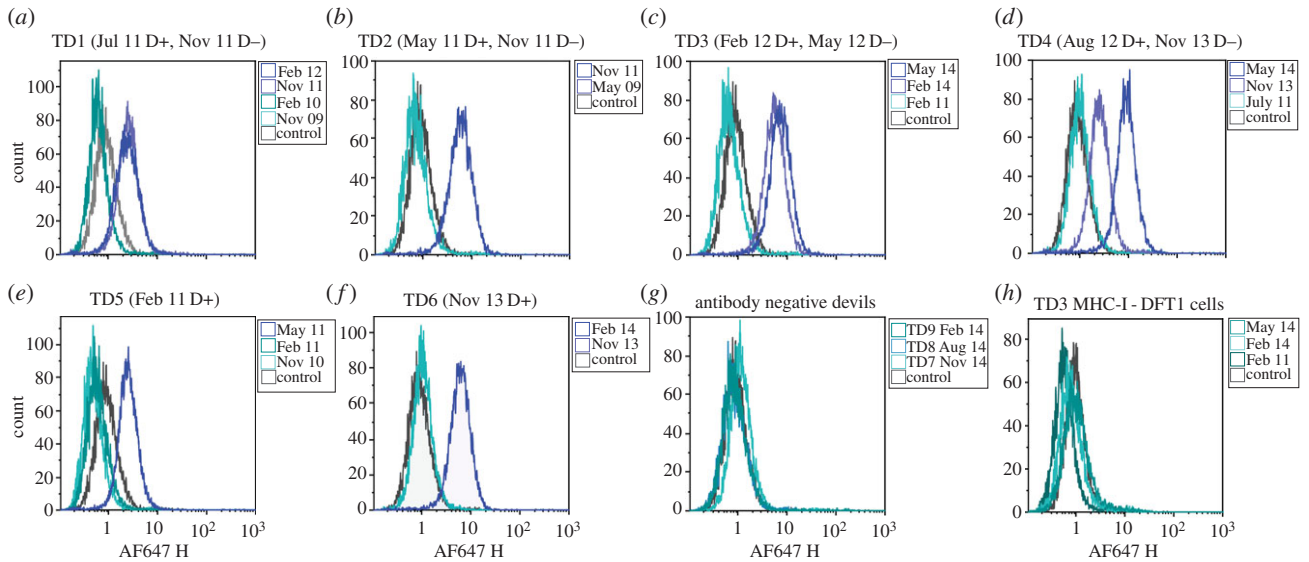 (a)
TD1 (Jul 11 D+, Nov 11 D–)
Feb 12
Nov 11
Feb 10
Nov 09
control
count
100
80
60
40
20
0
1
10
10²
10³
(b)
TD2 (May 11 D+, Nov 11 D–)
Nov 11
May 09
control
100
80
60
40
20
0
1
10
10²
10³
(c)
TD3 (Feb 12 D+, May 12 D–)
May 14
Feb 14
Feb 11
control
100
80
60
40
20
0
1
10
10²
10³
(d)
TD4 (Aug 12 D+, Nov 13 D–)
May 14
Nov 13
July 11
control
100
80
60
40
20
0
1
10
10²
10³
(e)
TD5 (Feb 11 D+)
May 11
Feb 11
Nov 10
control
count
100
80
60
40
20
0
1
10
10²
10³
AF647 H
(f)
TD6 (Nov 13 D+)
Feb 14
Nov 13
control
100
80
60
40
20
0
1
10
10²
10³
AF647 H
(g)
antibody negative devils
TD9 Feb 14
TD8 Aug 14
TD7 Nov 14
control
100
80
60
40
20
0
1
10
10²
10³
AF647 H
(h)
TD3 MHC-I - DFT1 cells
May 14
Feb 14
Feb 11
control
80
60
40
20
0
1
10
10²
10³
AF647 H